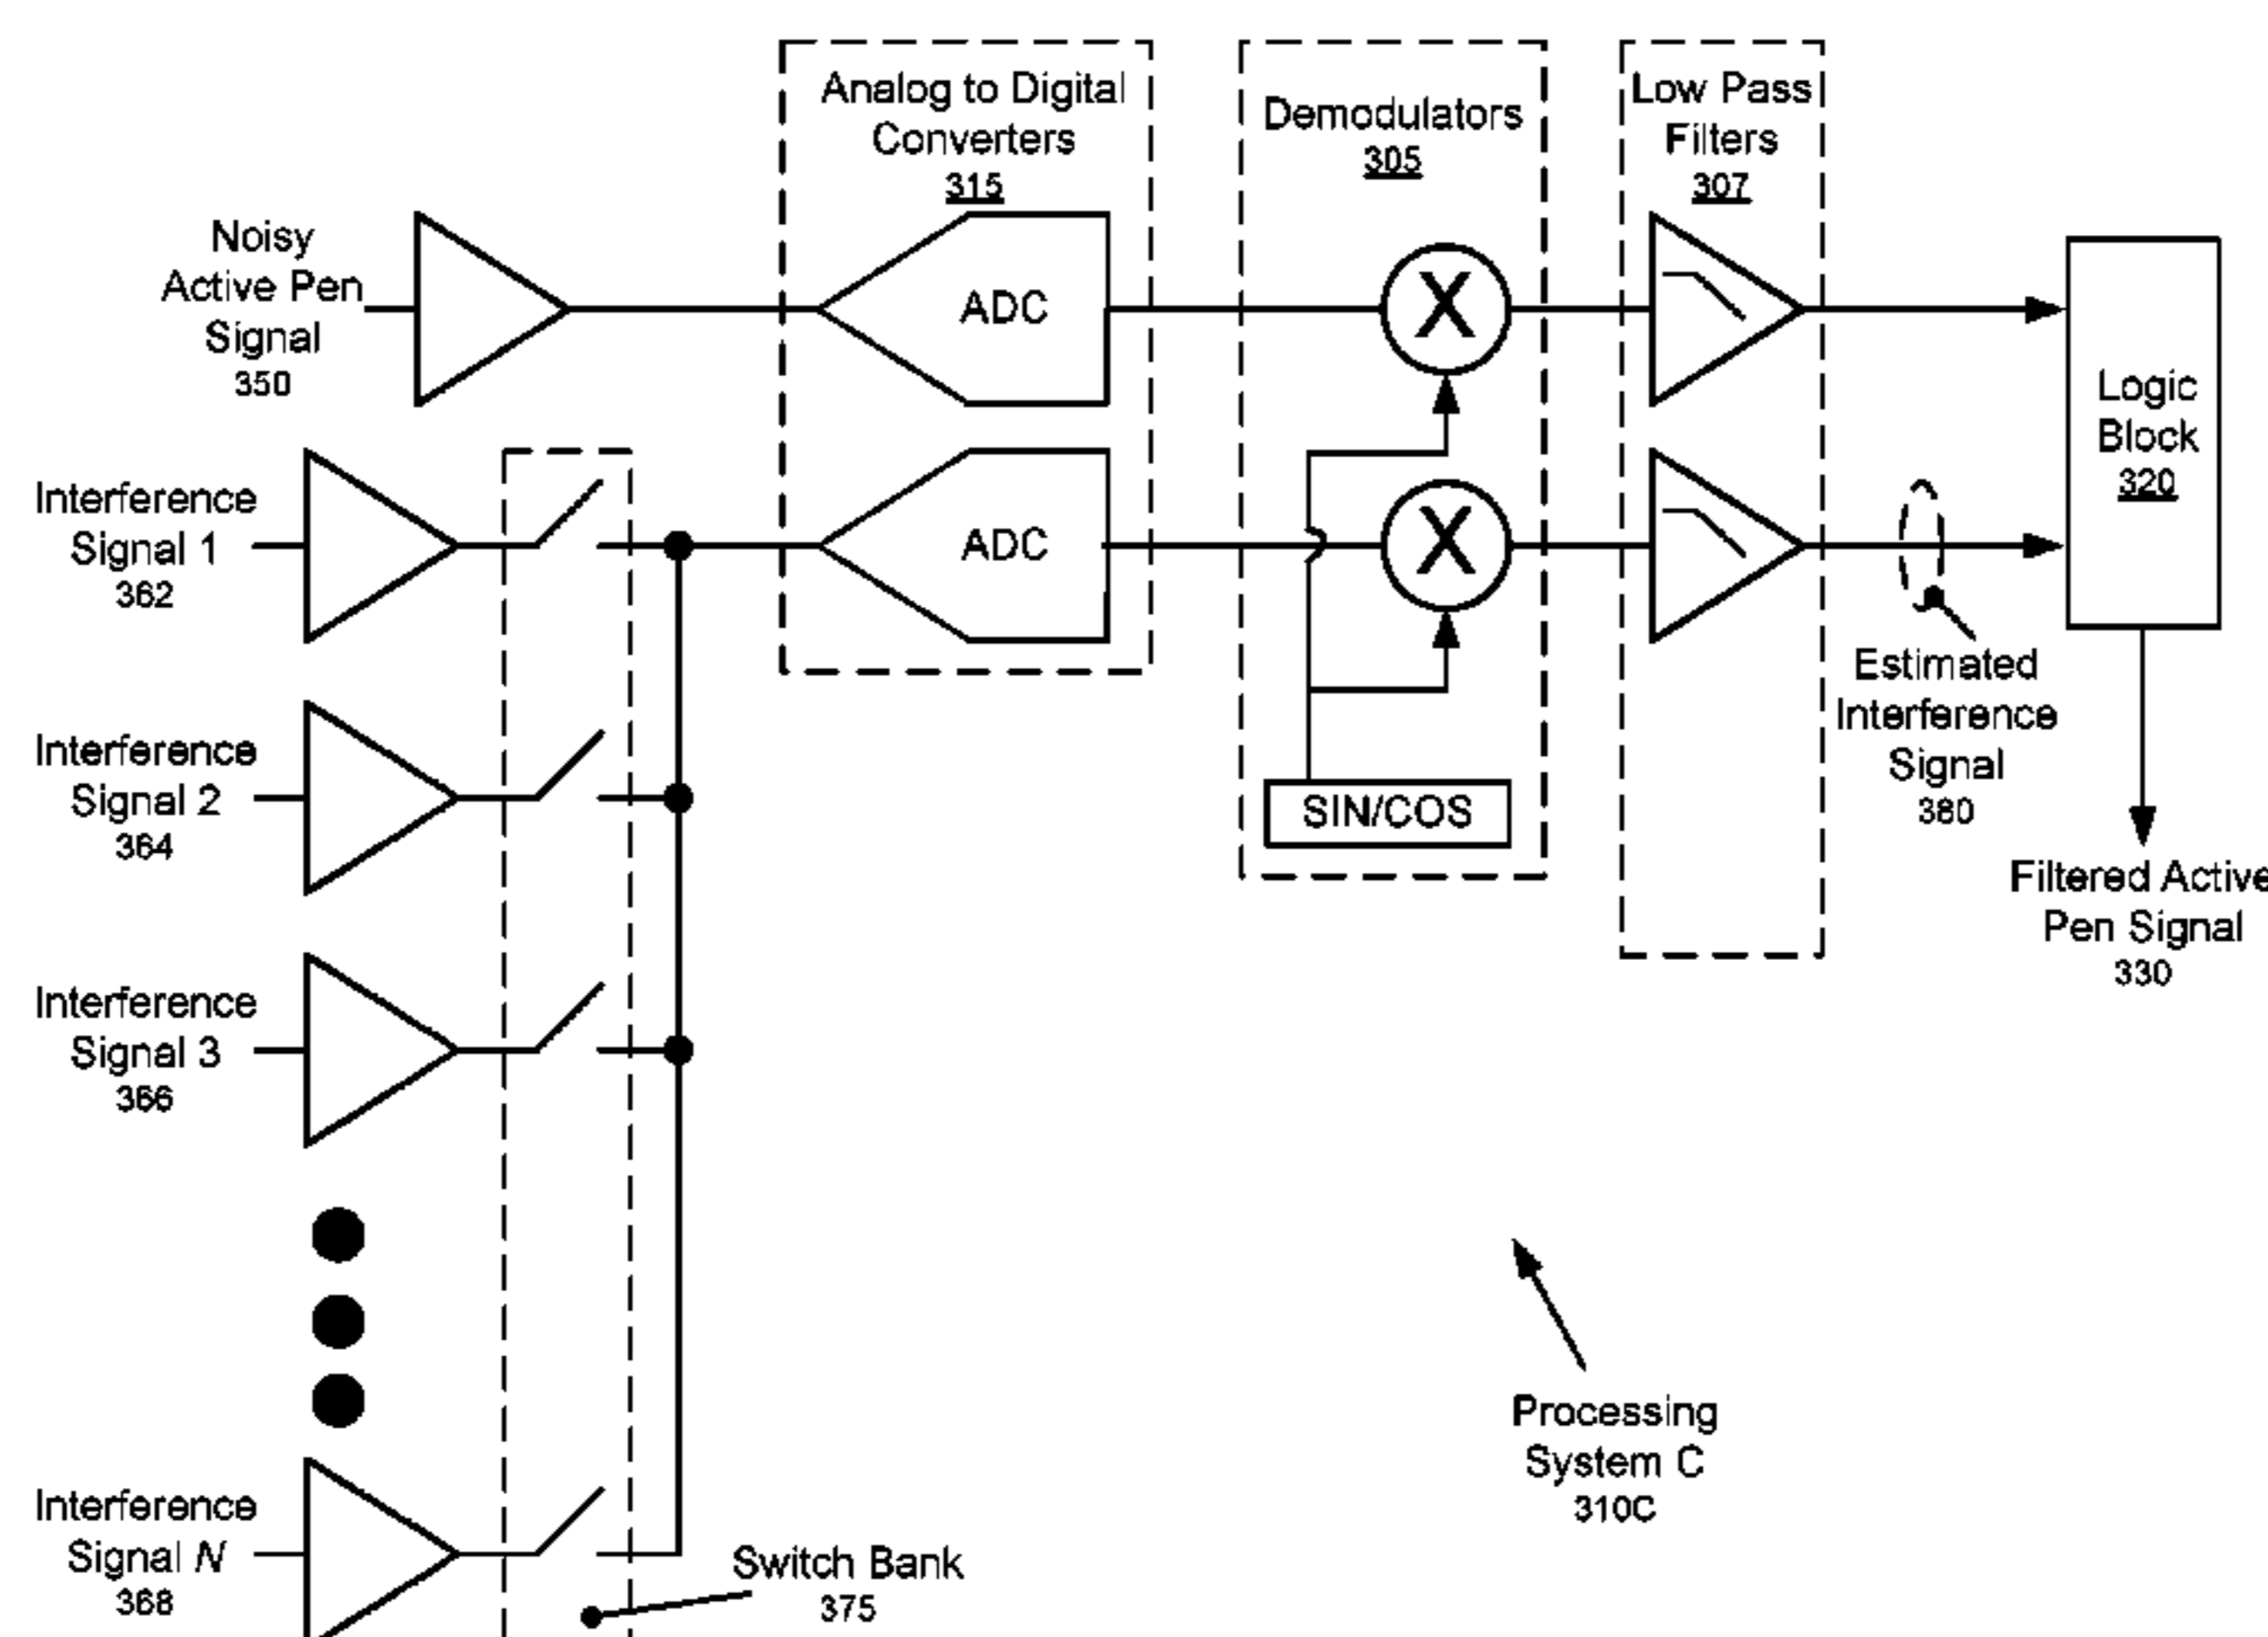 Analog to Digital
Converters
315
Demodulators
305
Low Pass
Filters
307
Noisy
Active Pen
Signal
350
ADC
X
Logic
Block
320
Interference
Signal 1
362
ADC
X
Estimated
Interference
Signal
380
Interference
Signal 2
364
SIN/COS
Filtered Active
Pen Signal
330
Interference
Signal 3
366
Processing
System C
310C
Interference
Signal N
368
Switch Bank
375